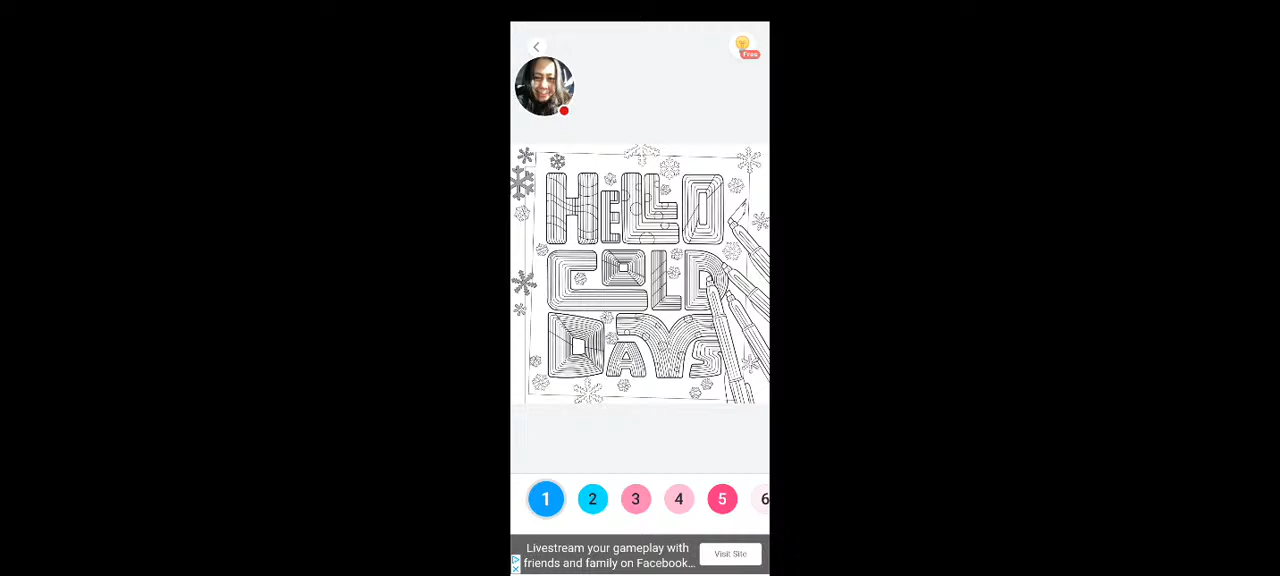 Free
HELLO
COLD
DAYS
1 2 3 4 5 6
Livestream your gameplay with
friends and family on Facebook...
Visit Site